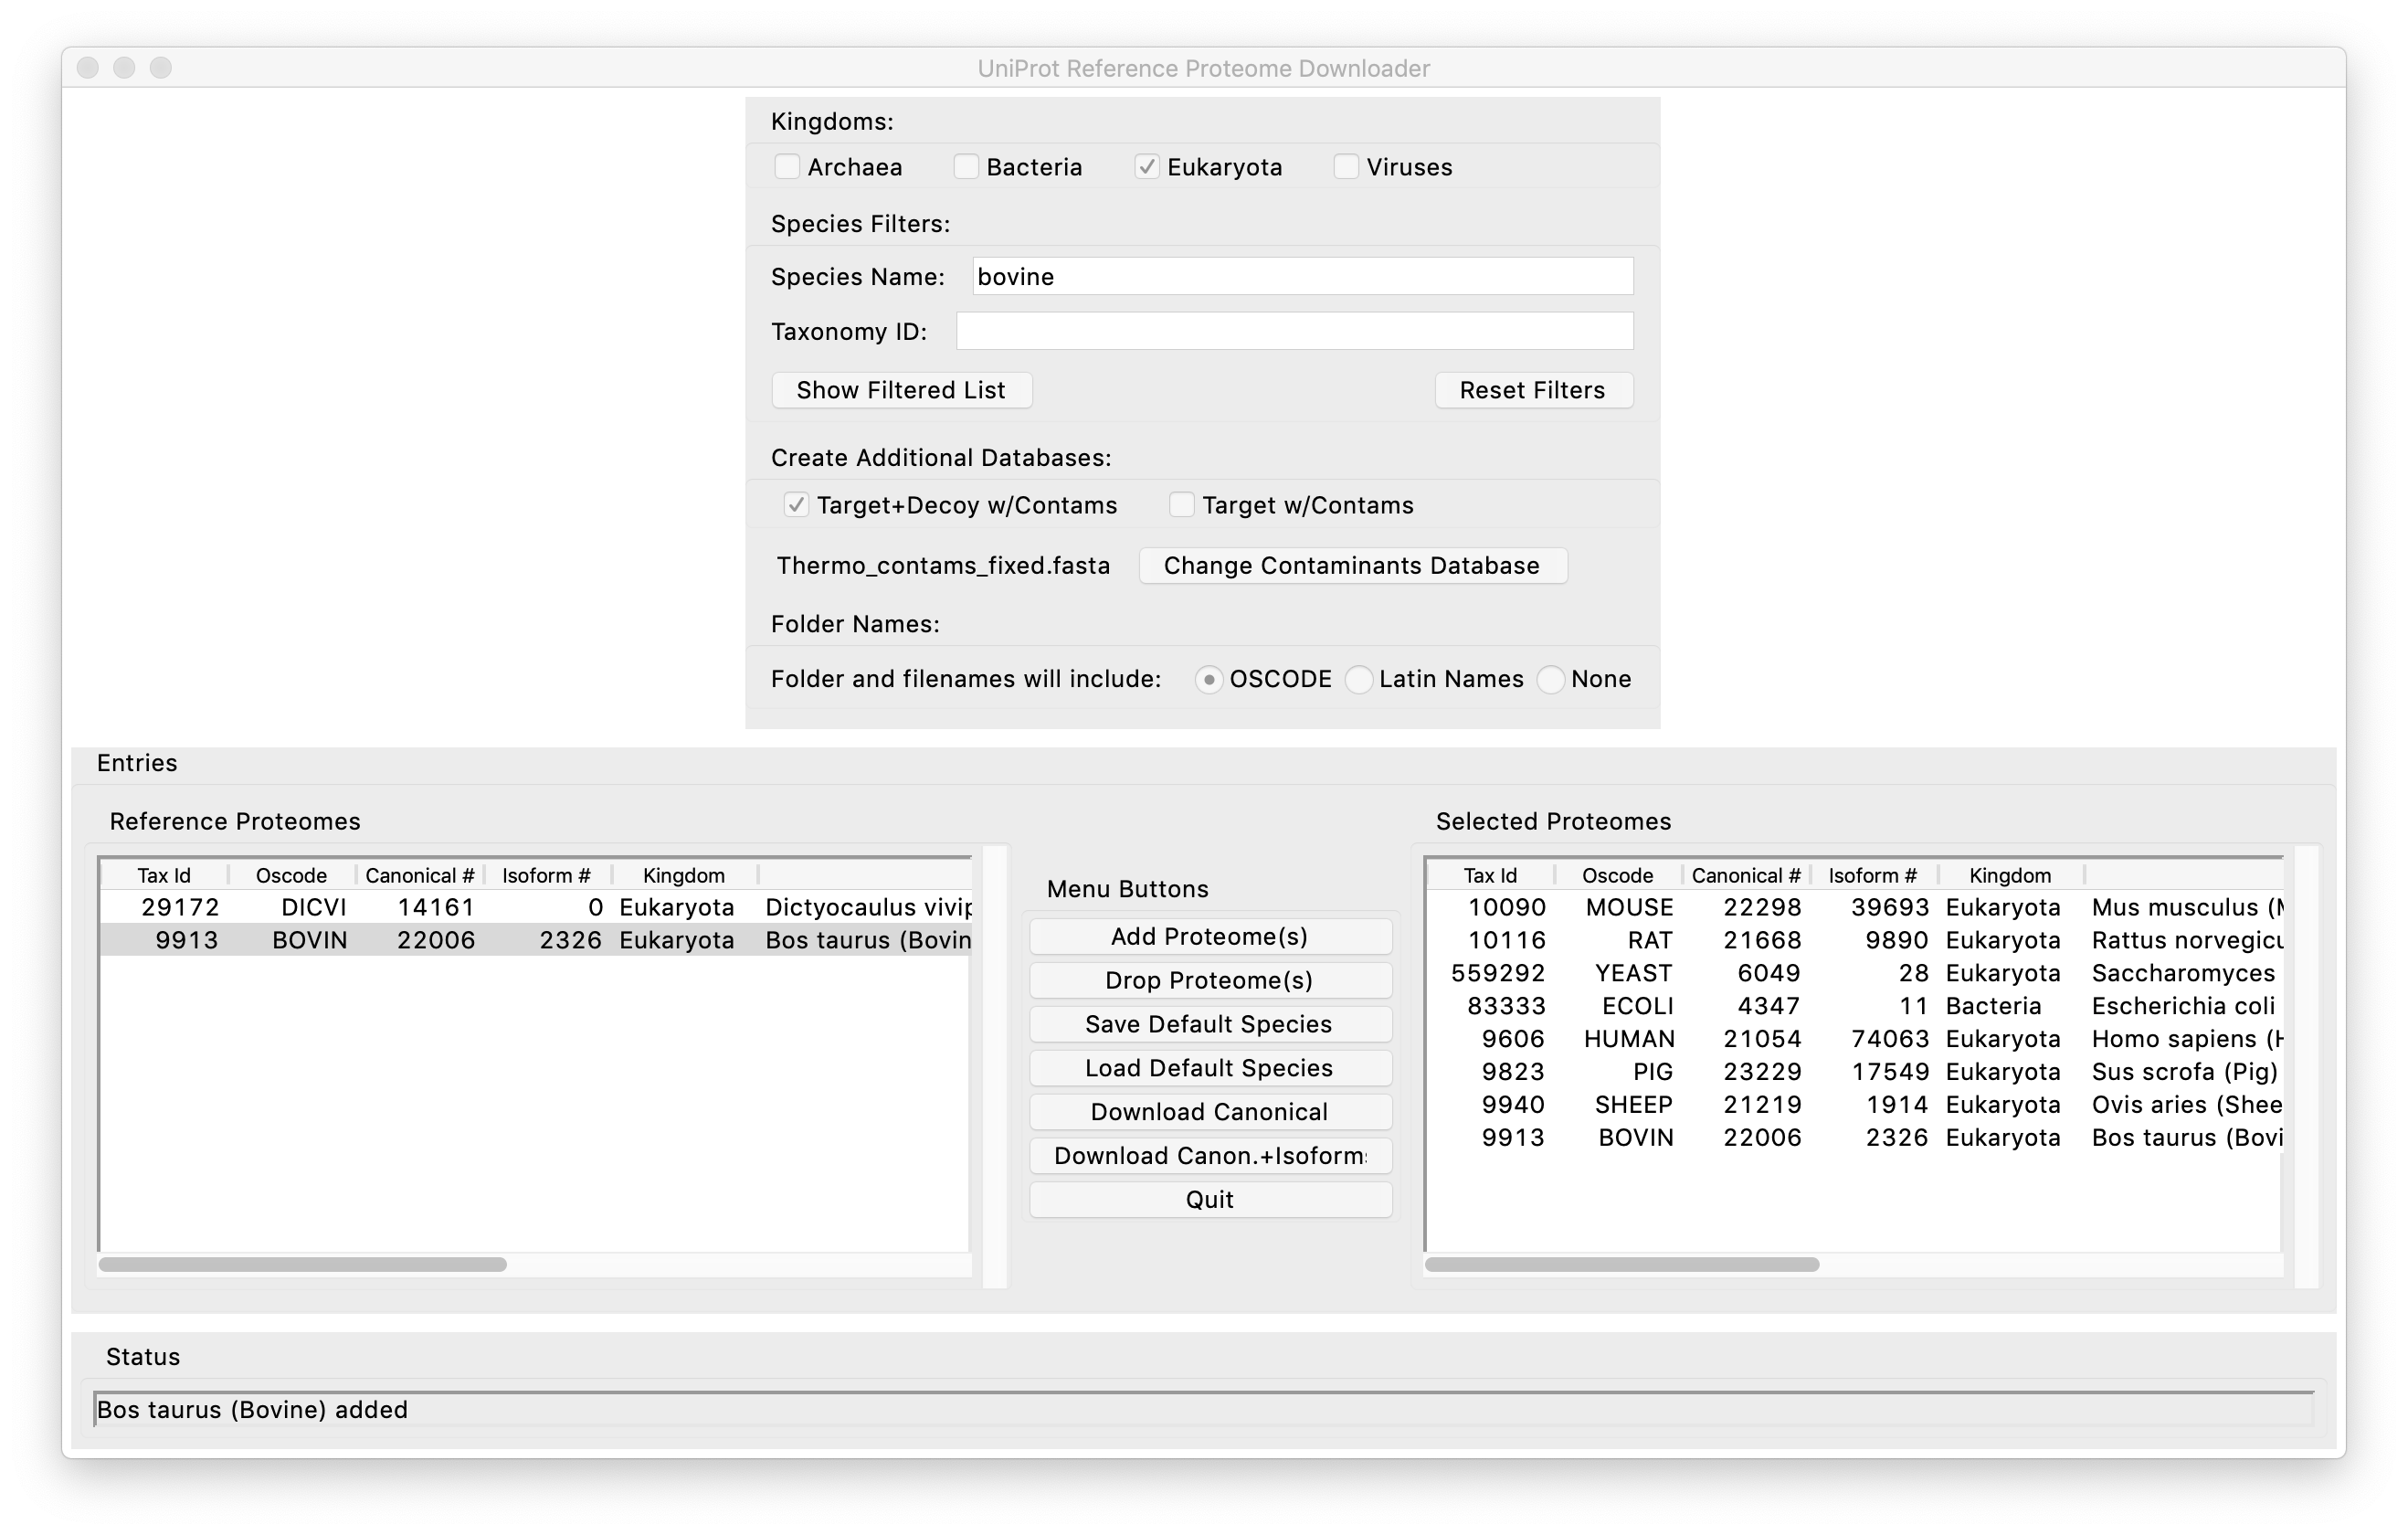 UniProt Reference Proteome Downloader
Kingdoms:
Archaea Bacteria Eukaryota Viruses
Species Filters:
Species Name: bovine
Taxonomy ID:
Show Filtered List Reset Filters
Create Additional Databases:
Target+Decoy w/Contams Target w/Contams
Thermo_contams_fixed.fasta Change Contaminants Database
Folder Names:
Folder and filenames will include: OSCODE Latin Names None
Entries
Reference Proteomes
Tax Id Oscode Canonical # Isoform # Kingdom
29172 DICVI 14161 0 Eukaryota Dictyocaulus vivip
9913 BOVIN 22006 2326 Eukaryota Bos taurus (Bovin
Menu Buttons
Add Proteome(s)
Drop Proteome(s)
Save Default Species
Load Default Species
Download Canonical
Download Canon.+Isoforms
Quit
Selected Proteomes
Tax Id Oscode Canonical # Isoform # Kingdom
10090 MOUSE 22298 39693 Eukaryota Mus musculus (M
10116 RAT 21668 9890 Eukaryota Rattus norvegicu
559292 YEAST 6049 28 Eukaryota Saccharomyces
83333 ECOLI 4347 11 Bacteria Escherichia coli
9606 HUMAN 21054 74063 Eukaryota Homo sapiens (H
9823 PIG 23229 17549 Eukaryota Sus scrofa (Pig)
9940 SHEEP 21219 1914 Eukaryota Ovis aries (Shee
9913 BOVIN 22006 2326 Eukaryota Bos taurus (Bovi
Status
Bos taurus (Bovine) added